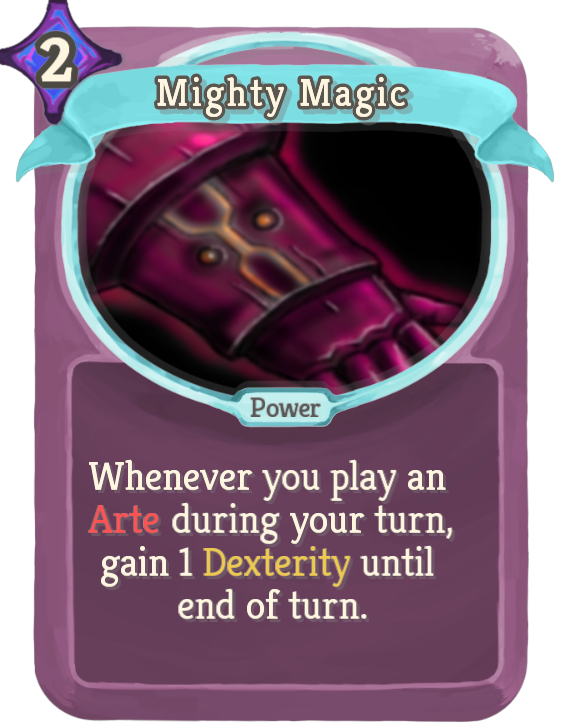 2
Mighty Magic
Power
Whenever you play an
Arte during your turn,
gain 1 Dexterity until
end of turn.